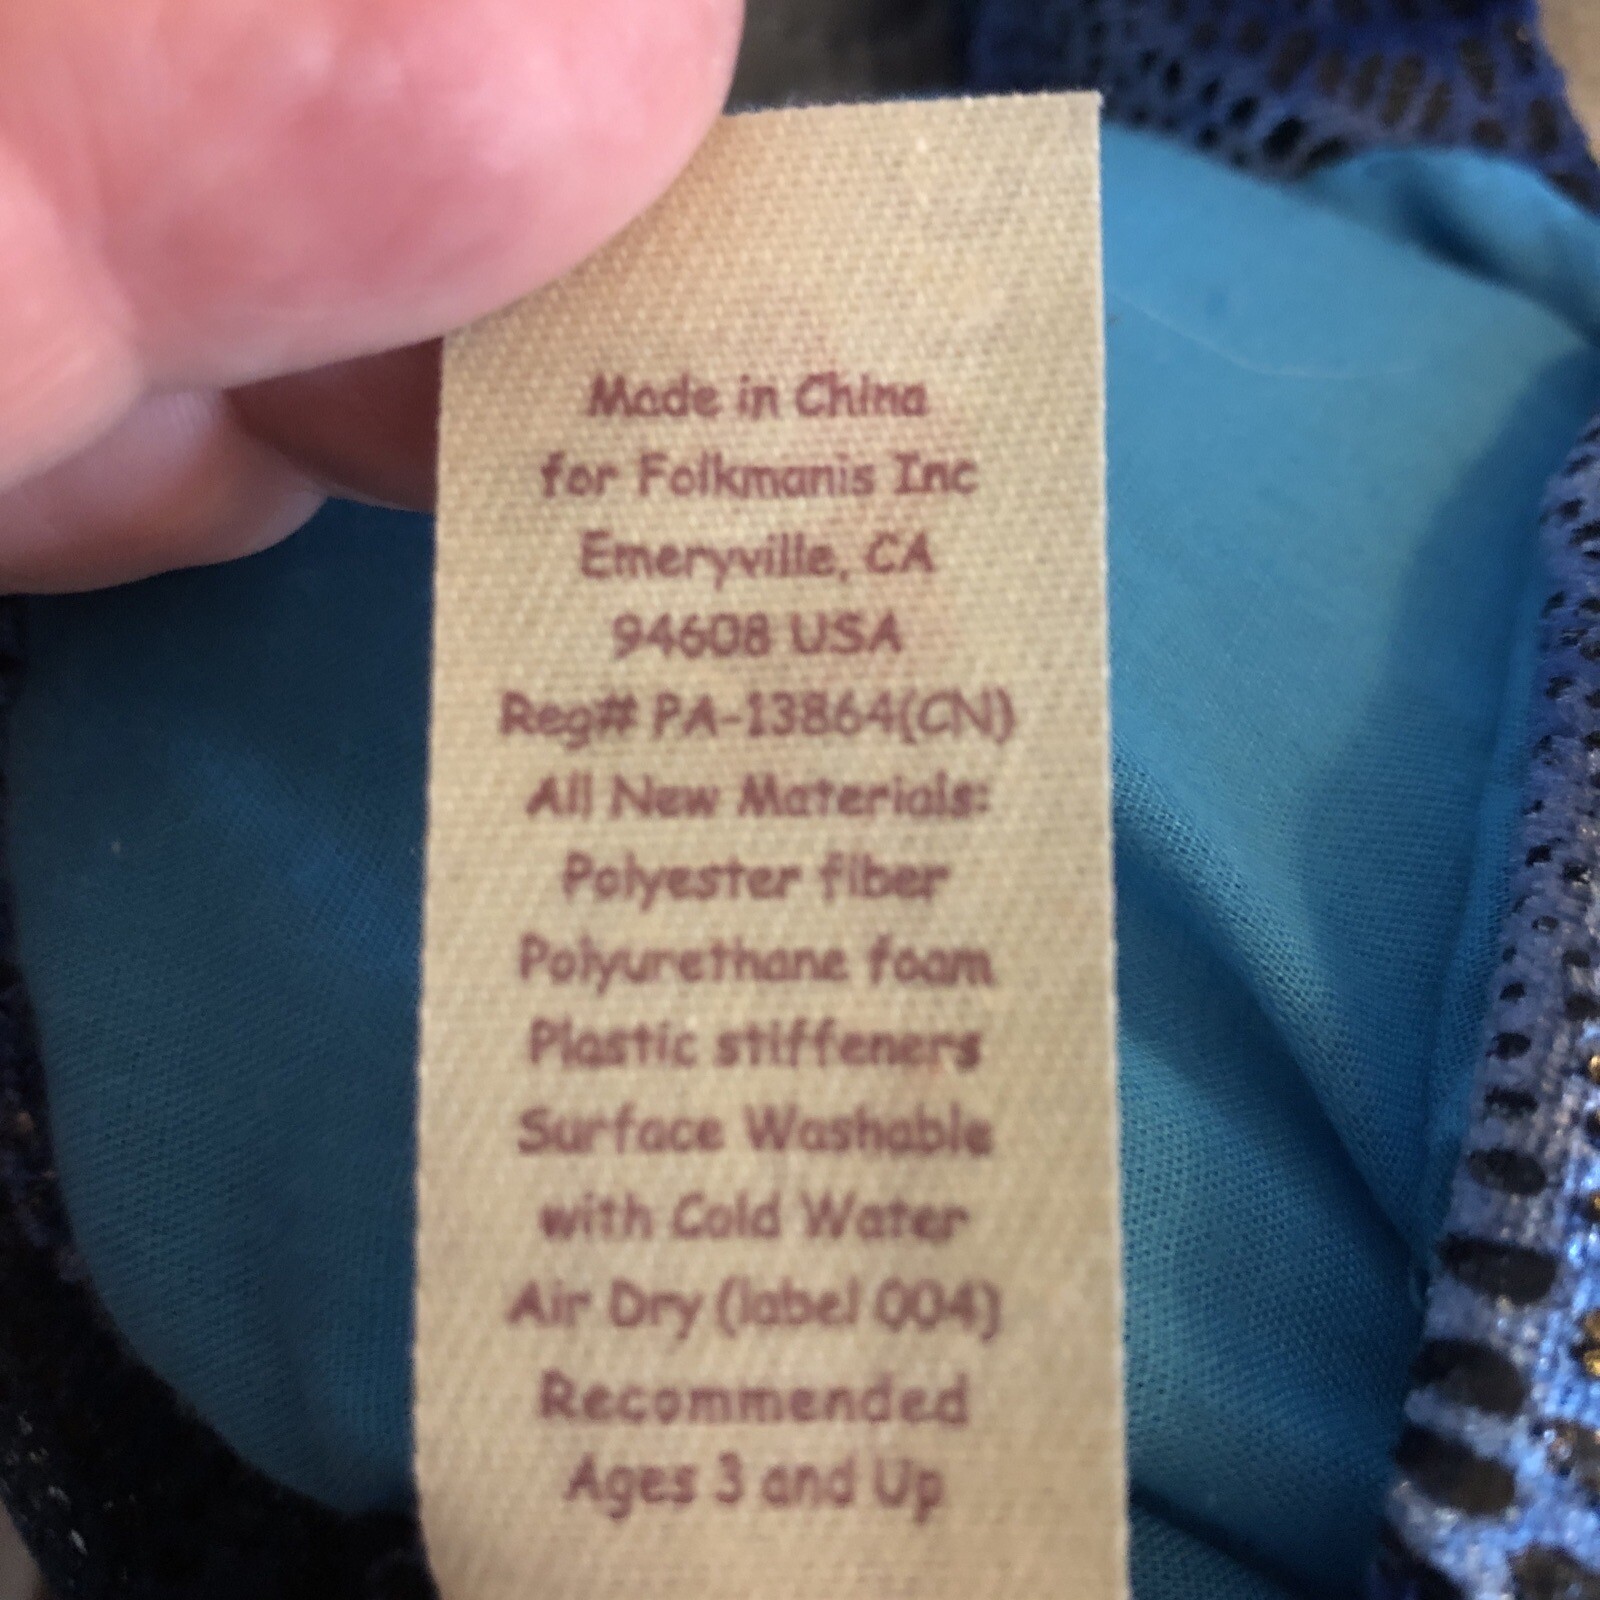 Made in China
for Folkmanis Inc
Emeryville, CA
94608 USA
Reg# PA-13864(CN)
All New Materials:
Polyester fiber
Polyurethane foam
Plastic stiffeners
Surface Washable
with Cold Water
Air Dry (label 004)
Recommended
Ages 3 and Up